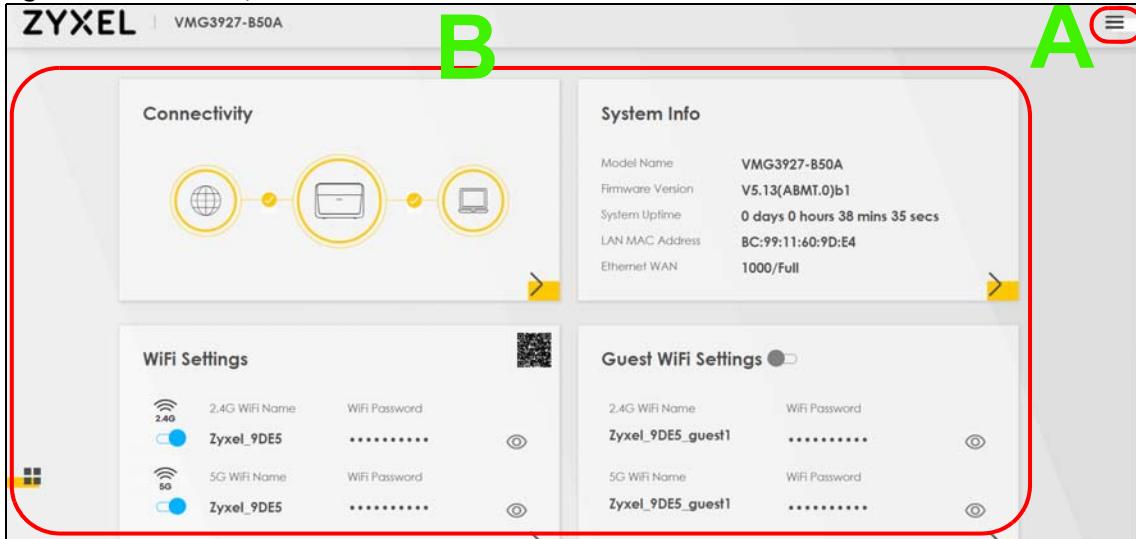 ZYXEL VMG3927-B50A
B
A
Connectivity
System Info
Model Name VMG3927-B50A
Firmware Version V5.13(ABMT.0)b1
System Uptime 0 days 0 hours 38 mins 35 secs
LAN MAC Address BC:99:11:60:9D:E4
Ethernet WAN 1000/Full
WiFi Settings
2.4G
2.4G WiFi Name WiFi Password
Zyxel_9DE5 ••••••••••
5G
5G WiFi Name WiFi Password
Zyxel_9DE5 ••••••••••
Guest WiFi Settings
2.4G WiFi Name WiFi Password
Zyxel_9DE5_guest1 ••••••••••
5G WiFi Name WiFi Password
Zyxel_9DE5_guest1 ••••••••••